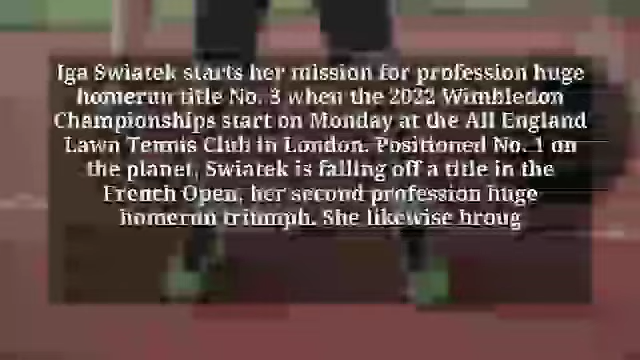 Iga Swiatek starts her mission for profession huge
homerun title No. 3 when the 2022 Wimbledon
Championships start on Monday at the All England
Lawn Tennis Club in London. Positioned No. 1 on
the planet, Swiatek is falling off a title in the
French Open, her second profession huge
homerun triumph. She likewise broug